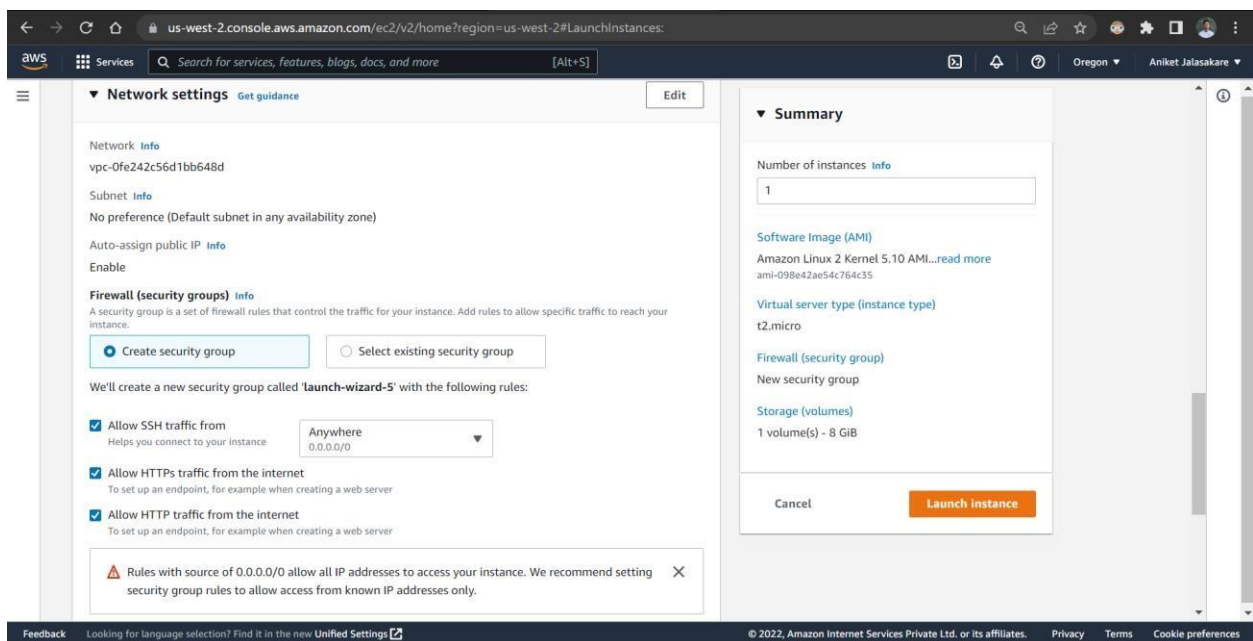 us-west-2.console.aws.amazon.com/ec2/v2/home?region=us-west-2#LaunchInstances:
aws Services Search for services, features, blogs, docs, and more [Alt+S] Oregon Aniket Jalasakare
Network settings Get guidance Edit
Network Info
vpc-0fe242c56d1bb648d
Subnet Info
No preference (Default subnet in any availability zone)
Auto-assign public IP Info
Enable
Firewall (security groups) Info
A security group is a set of firewall rules that control the traffic for your instance. Add rules to allow specific traffic to reach your
instance.
Create security group Select existing security group
We'll create a new security group called 'launch-wizard-5' with the following rules:
Allow SSH traffic from
Helps you connect to your instance
Anywhere
0.0.0.0/0
Allow HTTPs traffic from the internet
To set up an endpoint, for example when creating a web server
Allow HTTP traffic from the internet
To set up an endpoint, for example when creating a web server
Rules with source of 0.0.0.0/0 allow all IP addresses to access your instance. We recommend setting
security group rules to allow access from known IP addresses only.
Summary
Number of instances Info
1
Software Image (AMI)
Amazon Linux 2 Kernel 5.10 AMI...read more
ami-098e42ae54c764c35
Virtual server type (instance type)
t2.micro
Firewall (security group)
New security group
Storage (volumes)
1 volume(s) - 8 GiB
Cancel Launch instance
Feedback Looking for language selection? Find it in the new Unified Settings © 2022, Amazon Internet Services Private Ltd. or its affiliates. Privacy Terms Cookie preferences